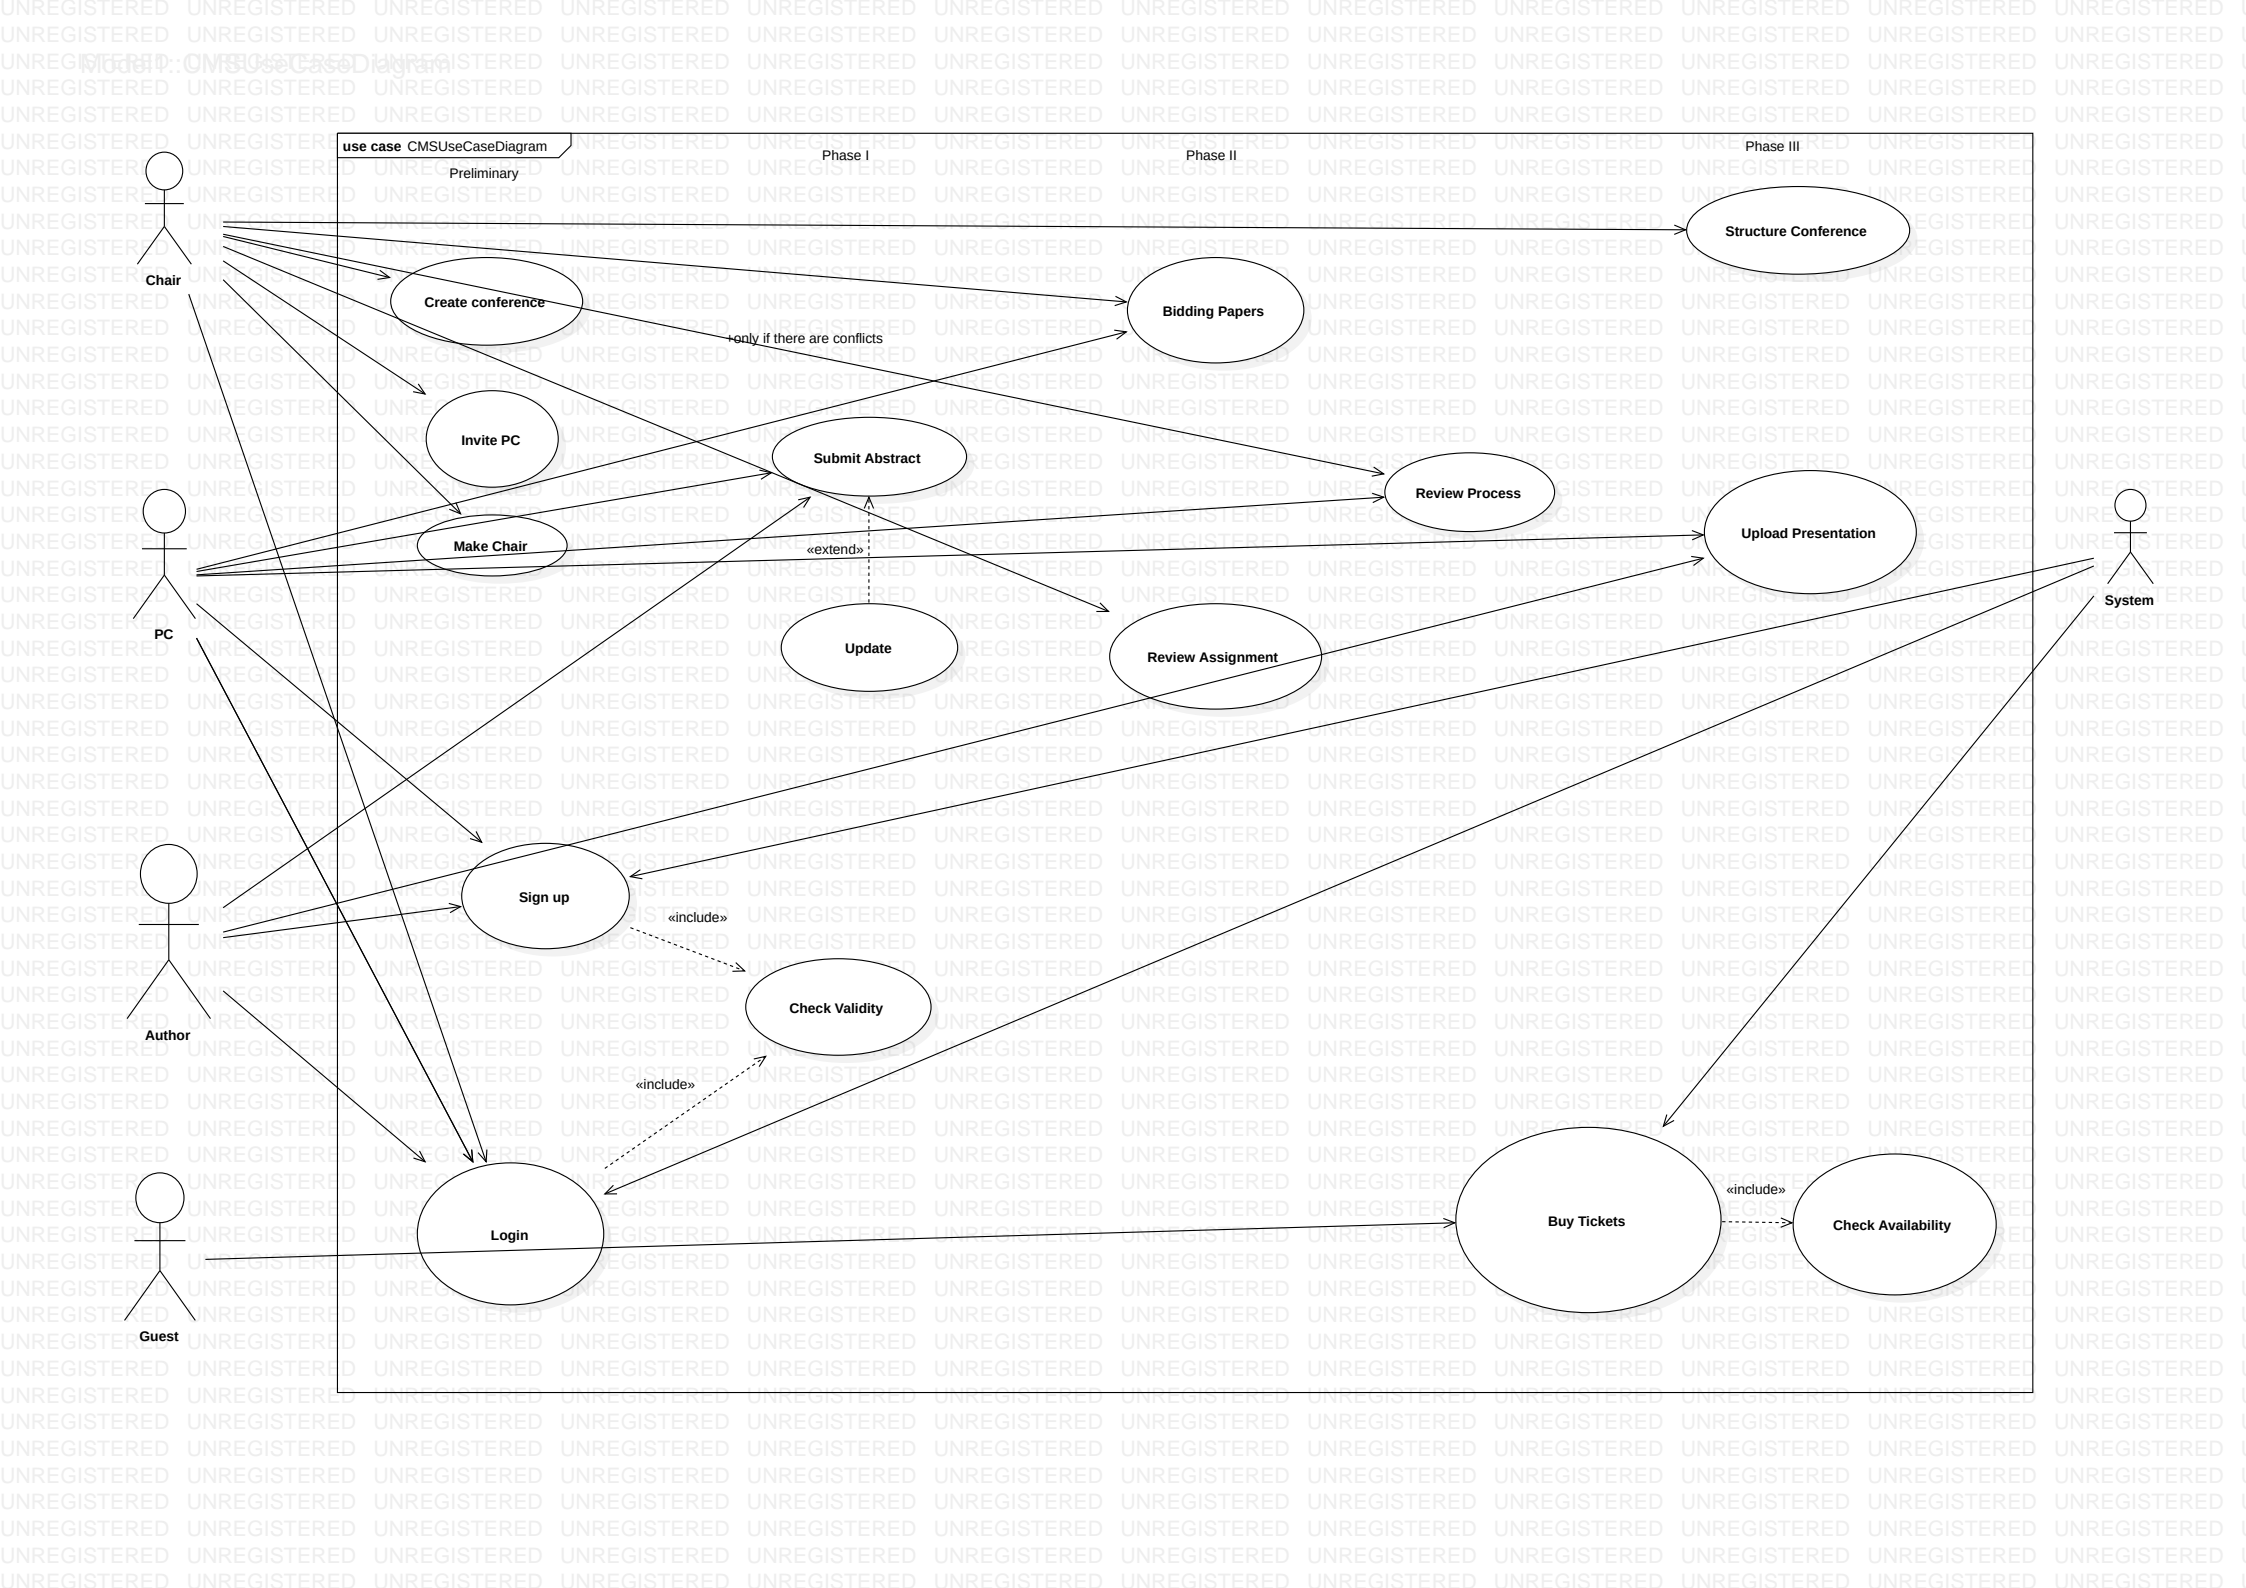 Model1::CMSUseCaseDiagram
use case CMSUseCaseDiagram
Preliminary
Phase I
Phase II
Phase III
Chair
Structure Conference
Create conference
Bidding Papers
+only if there are conflicts
Invite PC
Submit Abstract
Review Process
Upload Presentation
Make Chair
«extend»
System
PC
Update
Review Assignment
Sign up
«include»
Check Validity
Author
«include»
Login
Buy Tickets
«include»
Check Availability
Guest
UNREGISTERED